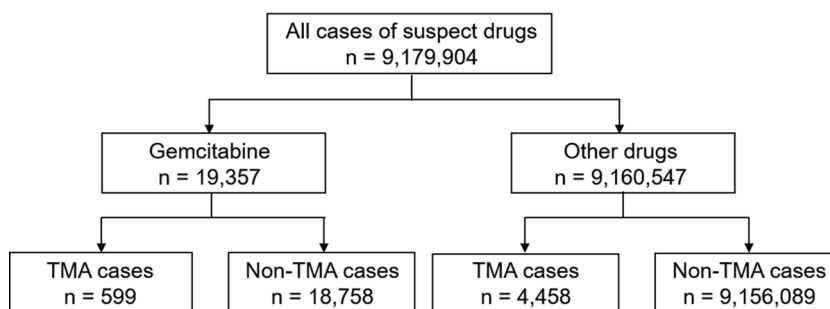 All cases of suspect drugs
n = 9,179,904
Gemcitabine
n = 19,357
Other drugs
n = 9,160,547
TMA cases
n = 599
Non-TMA cases
n = 18,758
TMA cases
n = 4,458
Non-TMA cases
n = 9,156,089